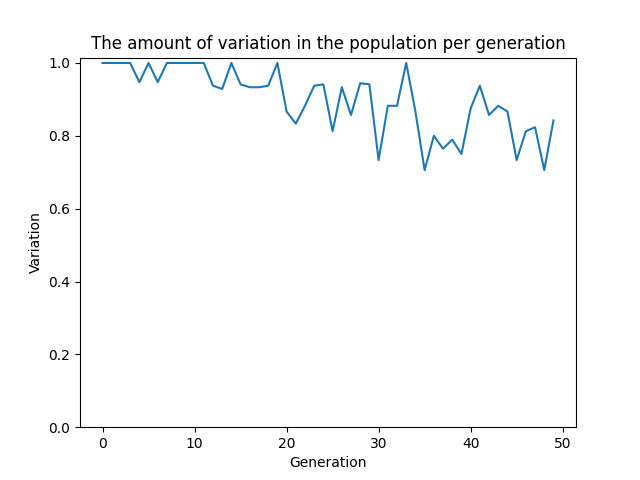 The amount of variation in the population per generation
1.0
0.8
0.6
0.4
0.2
0.0
Variation
0 10 20 30 40 50
Generation